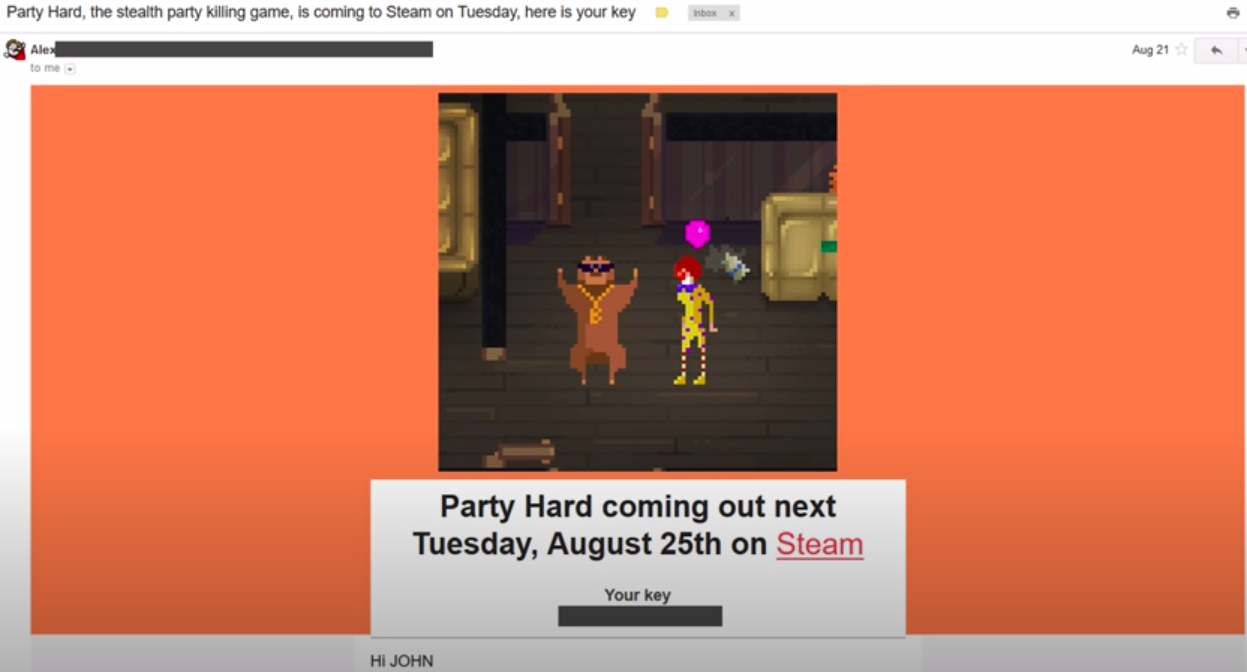 Party Hard, the stealth party killing game, is coming to Steam on Tuesday, here is your key Inbox x
Alex
Aug 21
to me
Party Hard coming out next
Tuesday, August 25th on Steam
Your key
Hi JOHN